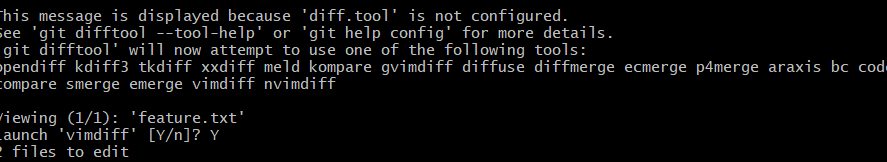 This message is displayed because 'diff.tool' is not configured.
See 'git difftool --tool-help' or 'git help config' for more details.
'git difftool' will now attempt to use one of the following tools:
opendiff kdiff3 tkdiff xxdiff meld kompare gvimdiff diffuse diffmerge ecmerge p4merge araxis bc code
compare smerge emerge vimdiff nvimdiff
Viewing (1/1): 'feature.txt'
Launch 'vimdiff' [Y/n]? Y
2 files to edit